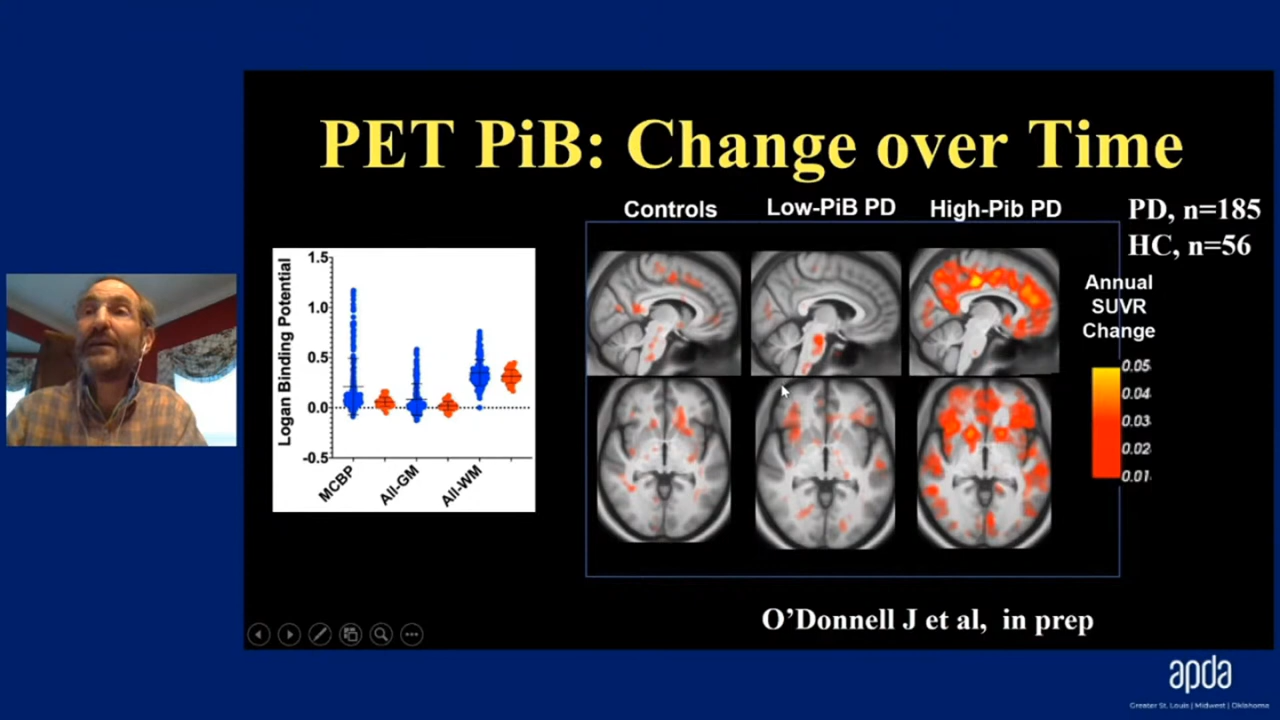 PET PiB: Change over Time
Controls
Low-PiB PD
High-Pib PD
PD, n=185
HC, n=56
Annual
SUVR
Change
0.05
0.04
0.03
0.02
0.01
Logan Binding Potential
1.5
1.0
0.5
0.0
-0.5
MCBP
All-GM
All-WM
O’Donnell J et al, in prep
apda
Greater St. Louis | Midwest | Oklahoma